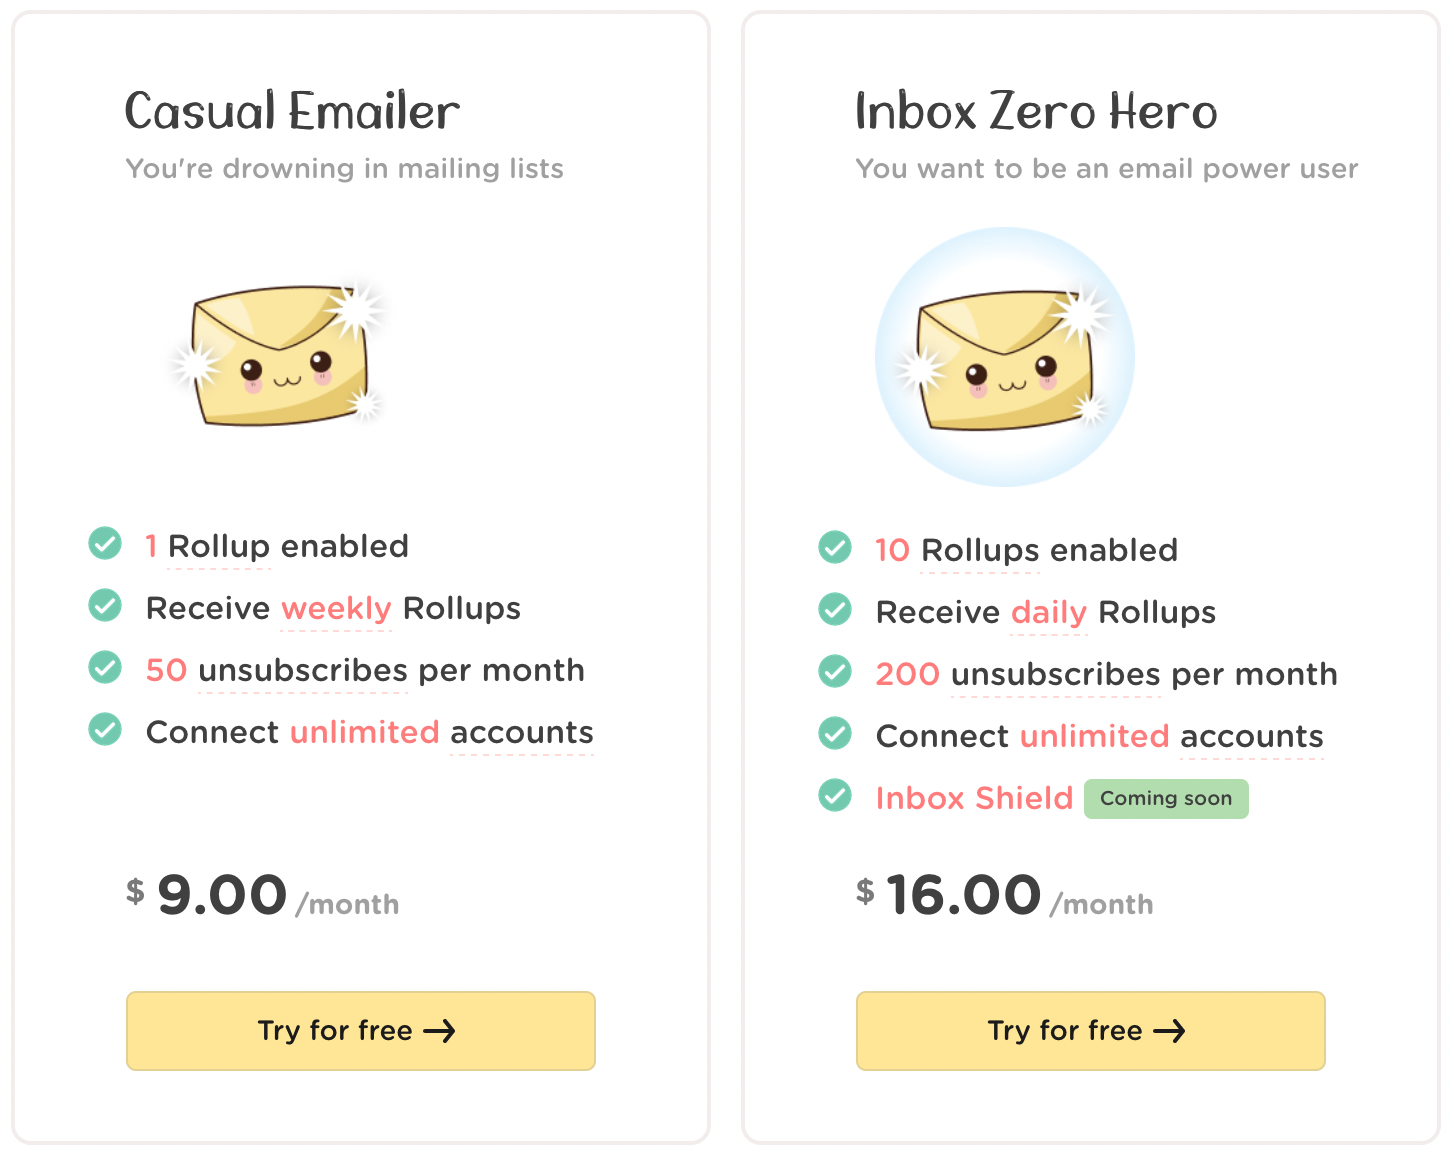 Casual Emailer
You're drowning in mailing lists
1 Rollup enabled
Receive weekly Rollups
50 unsubscribes per month
Connect unlimited accounts
$ 9.00 /month
Try for free →
Inbox Zero Hero
You want to be an email power user
10 Rollups enabled
Receive daily Rollups
200 unsubscribes per month
Connect unlimited accounts
Inbox Shield Coming soon
$ 16.00 /month
Try for free →